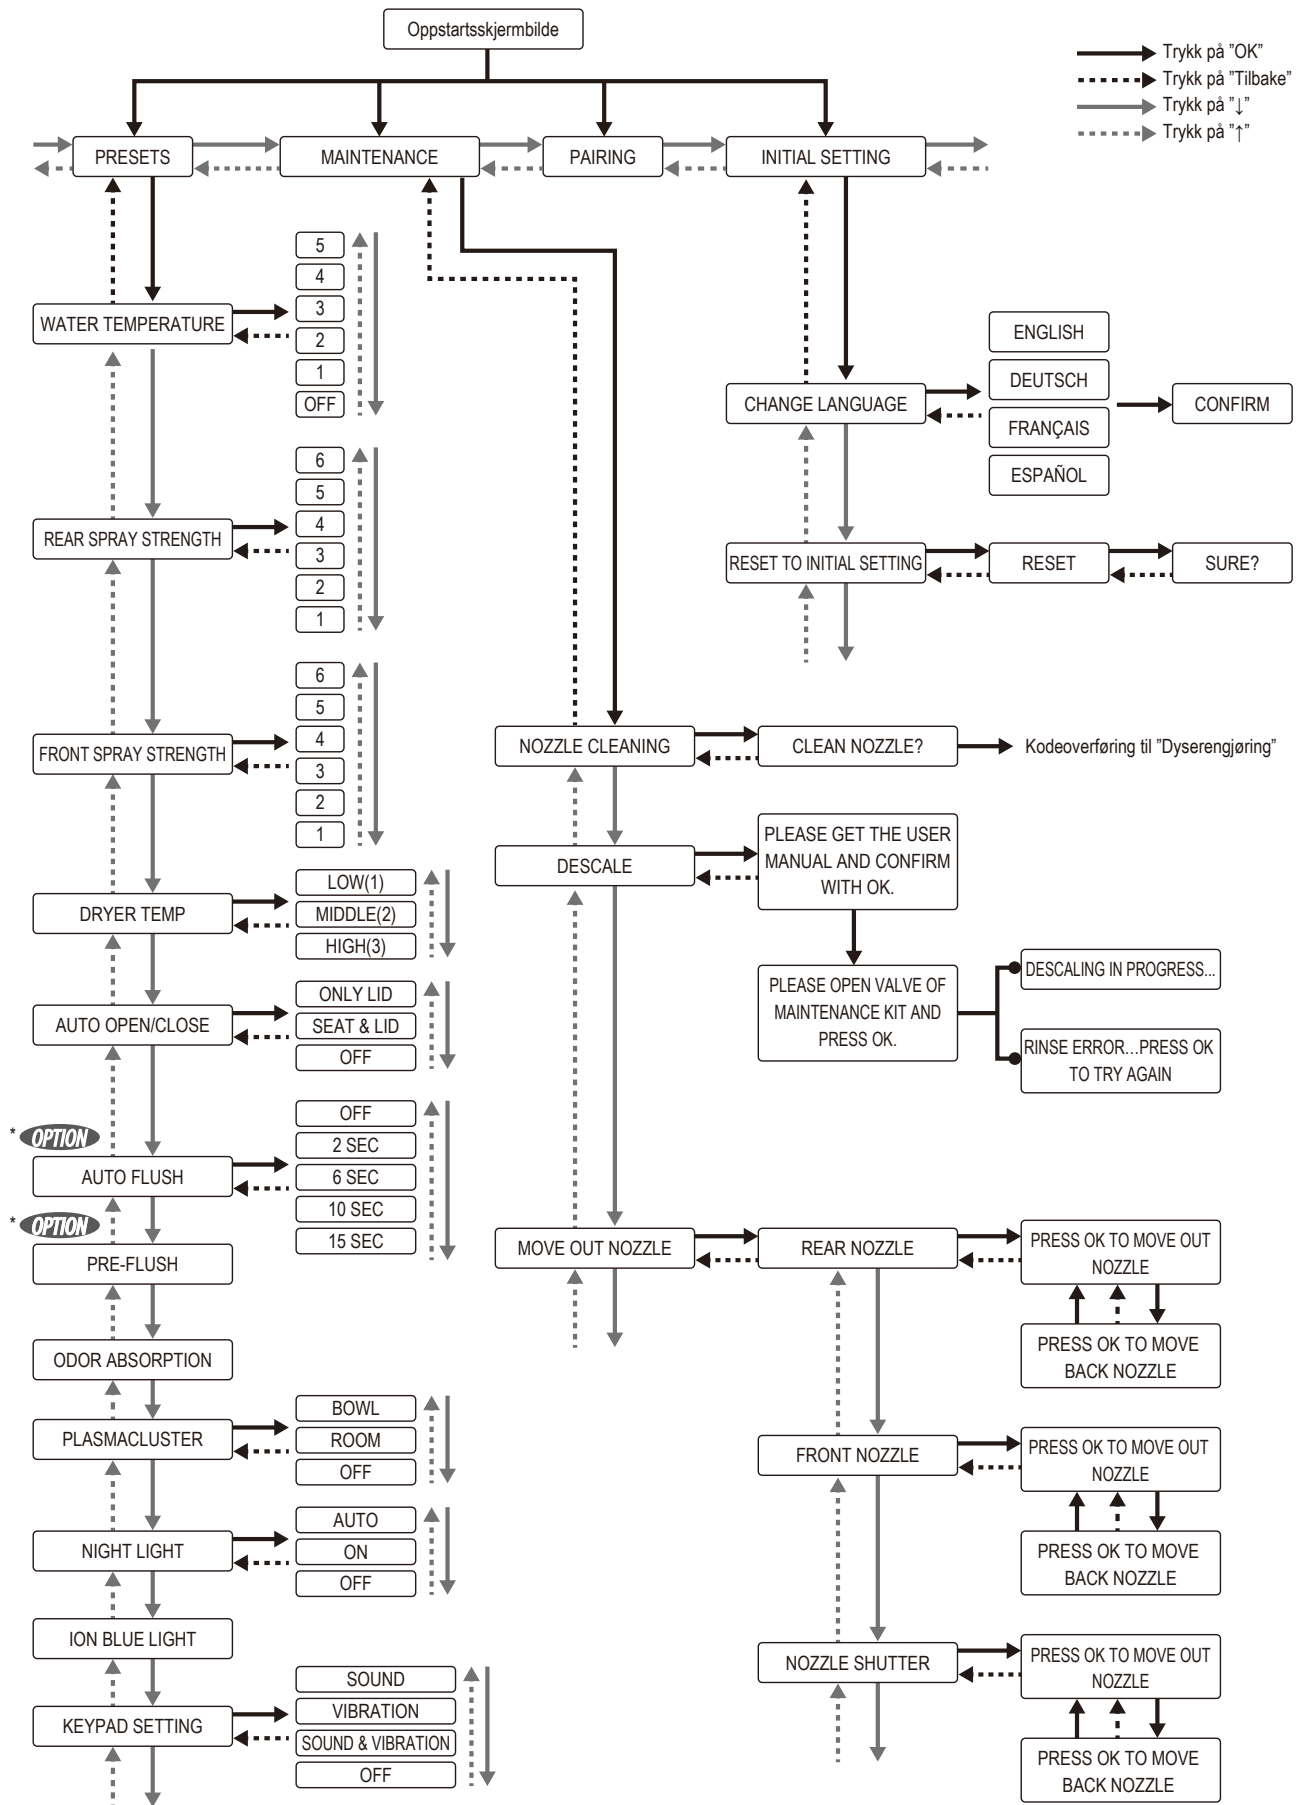 Oppstartsskjermbilde
Trykk på ”OK”
Trykk på ”Tilbake”
Trykk på ”↓”
Trykk på ”↑”
PRESETS
MAINTENANCE
PAIRING
INITIAL SETTING
WATER TEMPERATURE
5
4
3
2
1
OFF
REAR SPRAY STRENGTH
6
5
4
3
2
1
FRONT SPRAY STRENGTH
6
5
4
3
2
1
DRYER TEMP
LOW(1)
MIDDLE(2)
HIGH(3)
AUTO OPEN/CLOSE
ONLY LID
SEAT & LID
OFF
* OPTION
AUTO FLUSH
OFF
2 SEC
6 SEC
10 SEC
15 SEC
* OPTION
PRE-FLUSH
ODOR ABSORPTION
PLASMACLUSTER
BOWL
ROOM
OFF
NIGHT LIGHT
AUTO
ON
OFF
ION BLUE LIGHT
KEYPAD SETTING
SOUND
VIBRATION
SOUND & VIBRATION
OFF
NOZZLE CLEANING
CLEAN NOZZLE?
Kodeoverføring til ”Dyserengjøring”
DESCALE
PLEASE GET THE USER
MANUAL AND CONFIRM
WITH OK.
PLEASE OPEN VALVE OF
MAINTENANCE KIT AND
PRESS OK.
DESCALING IN PROGRESS...
RINSE ERROR…PRESS OK
TO TRY AGAIN
MOVE OUT NOZZLE
REAR NOZZLE
PRESS OK TO MOVE OUT
NOZZLE
PRESS OK TO MOVE
BACK NOZZLE
FRONT NOZZLE
PRESS OK TO MOVE OUT
NOZZLE
PRESS OK TO MOVE
BACK NOZZLE
NOZZLE SHUTTER
PRESS OK TO MOVE OUT
NOZZLE
PRESS OK TO MOVE
BACK NOZZLE
CHANGE LANGUAGE
ENGLISH
DEUTSCH
FRANÇAIS
ESPAÑOL
CONFIRM
RESET TO INITIAL SETTING
RESET
SURE?